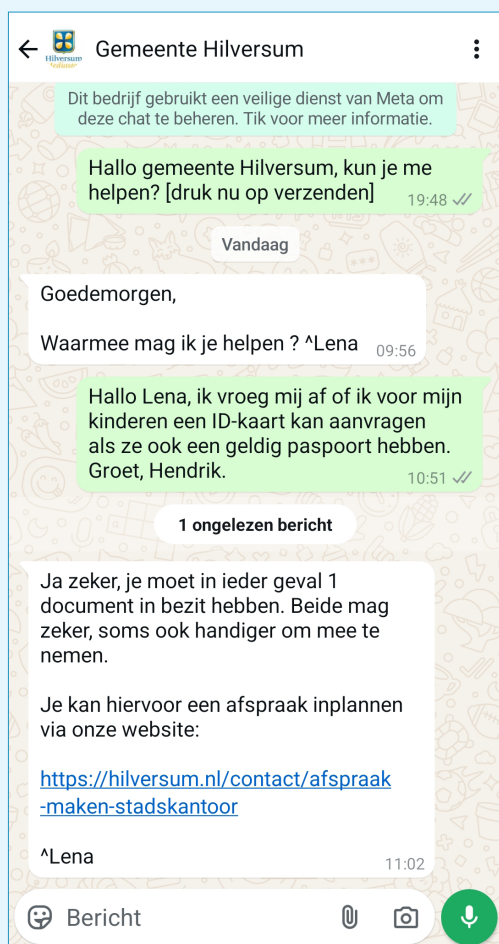 Gemeente Hilversum
Hilversum
Dit bedrijf gebruikt een veilige dienst van Meta om
deze chat te beheren. Tik voor meer informatie.
Hallo gemeente Hilversum, kun je me
helpen? [druk nu op verzenden]
19:48
Vandaag
Goedemorgen,
Waarmee mag ik je helpen ? ^Lena
09:56
Hallo Lena, ik vroeg mij af of ik voor mijn
kinderen een ID-kaart kan aanvragen
als ze ook een geldig paspoort hebben.
Groet, Hendrik.
10:51
1 ongelezen bericht
Ja zeker, je moet in ieder geval 1
document in bezit hebben. Beide mag
zeker, soms ook handiger om mee te
nemen.
Je kan hiervoor een afspraak inplannen
via onze website:
https://hilversum.nl/contact/afspraak
-maken-stadskantoor
^Lena
11:02
Bericht